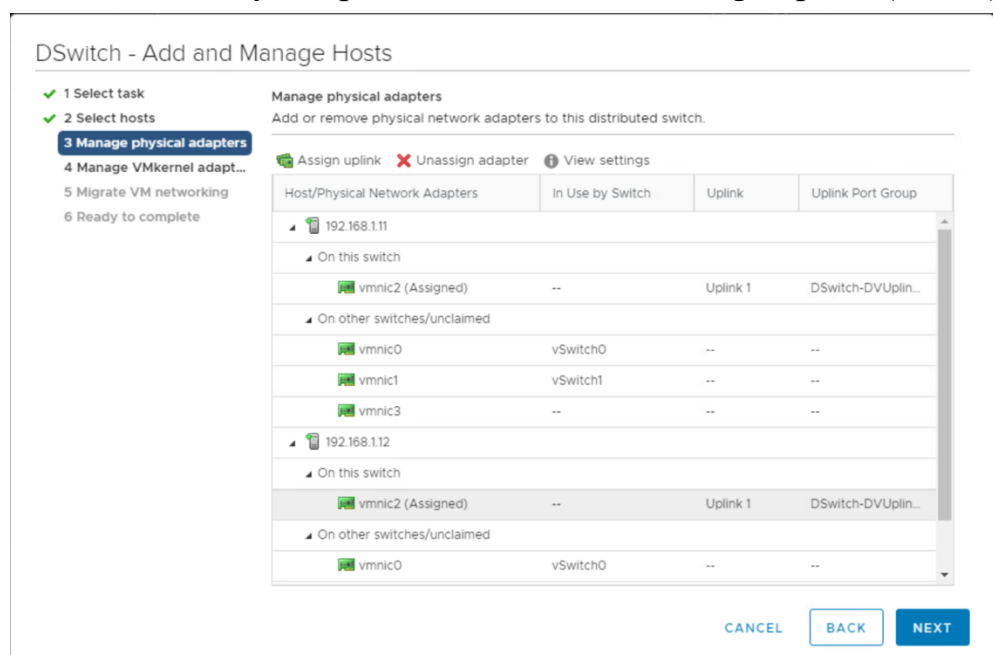 DSwitch - Add and Manage Hosts
1 Select task
2 Select hosts
3 Manage physical adapters
4 Manage VMkernel adapt...
5 Migrate VM networking
6 Ready to complete
Manage physical adapters
Add or remove physical network adapters to this distributed switch.
Assign uplink Unassign adapter View settings
Host/Physical Network Adapters In Use by Switch Uplink Uplink Port Group
192.168.1.11
On this switch
vmnic2 (Assigned) -- Uplink 1 DSwitch-DVUplin...
On other switches/unclaimed
vmnic0 vSwitch0 -- --
vmnic1 vSwitch1 -- --
vmnic3 -- -- --
192.168.1.12
On this switch
vmnic2 (Assigned) -- Uplink 1 DSwitch-DVUplin...
On other switches/unclaimed
vmnic0 vSwitch0 -- --
CANCEL BACK NEXT